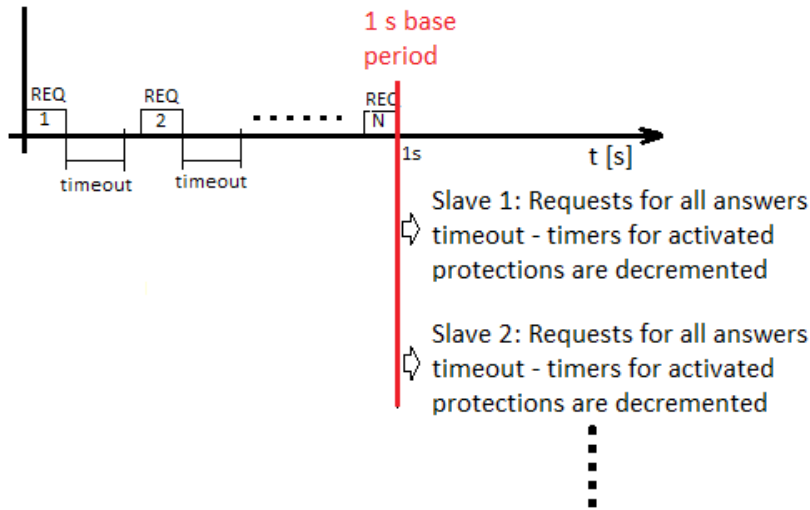 1 s base
period
REQ
1
REQ
2
REQ
N
1s
t [s]
timeout
timeout
Slave 1: Requests for all answers
timeout - timers for activated
protections are decremented
Slave 2: Requests for all answers
timeout - timers for activated
protections are decremented